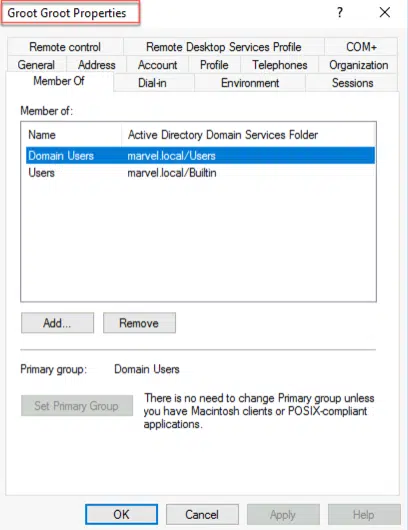 Groot Groot Properties ? ×
Remote control Remote Desktop Services Profile COM+
General Address Account Profile Telephones Organization
Member Of Dial-in Environment Sessions
Member of:
Name Active Directory Domain Services Folder
Domain Users marvel.local/Users
Users marvel.local/Builtin
Add... Remove
Primary group: Domain Users
Set Primary Group
There is no need to change Primary group unless
you have Macintosh clients or POSIX-compliant
applications.
OK Cancel Apply Help